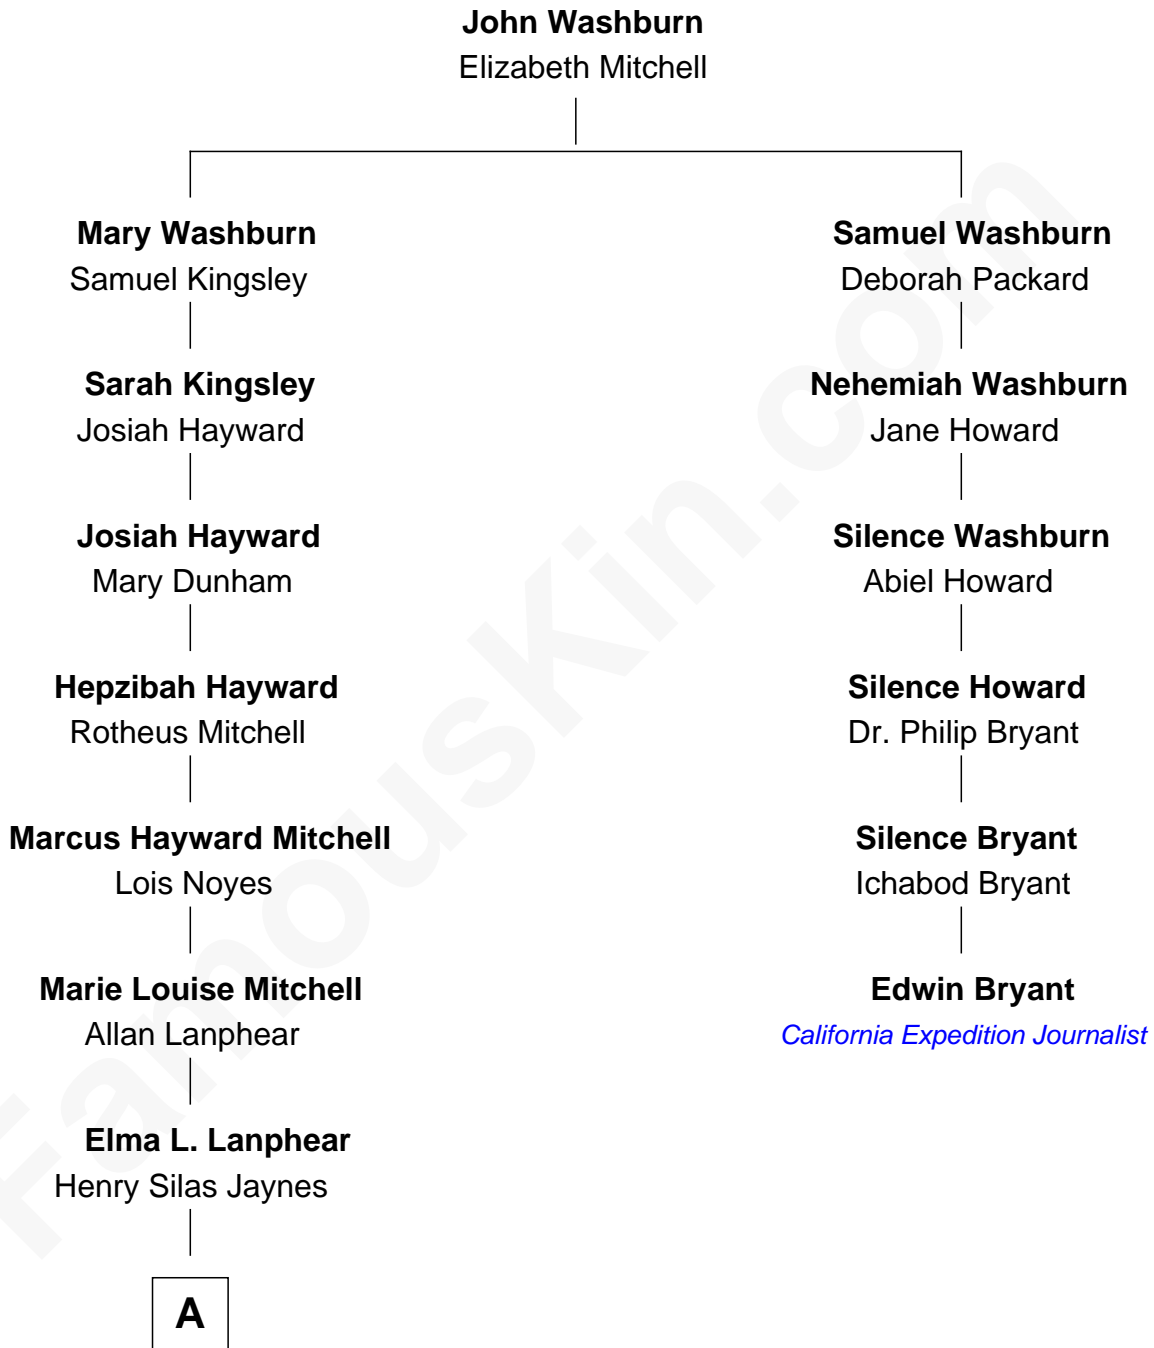 John Washburn
Elizabeth Mitchell
Mary Washburn
Samuel Kingsley
Sarah Kingsley
Josiah Hayward
Josiah Hayward
Mary Dunham
Hepzibah Hayward
Rotheus Mitchell
Marcus Hayward Mitchell
Lois Noyes
Marie Louise Mitchell
Allan Lanphear
Elma L. Lanphear
Henry Silas Jaynes
A
Samuel Washburn
Deborah Packard
Nehemiah Washburn
Jane Howard
Silence Washburn
Abiel Howard
Silence Howard
Dr. Philip Bryant
Silence Bryant
Ichabod Bryant
Edwin Bryant
California Expedition Journalist
FamousKin.com